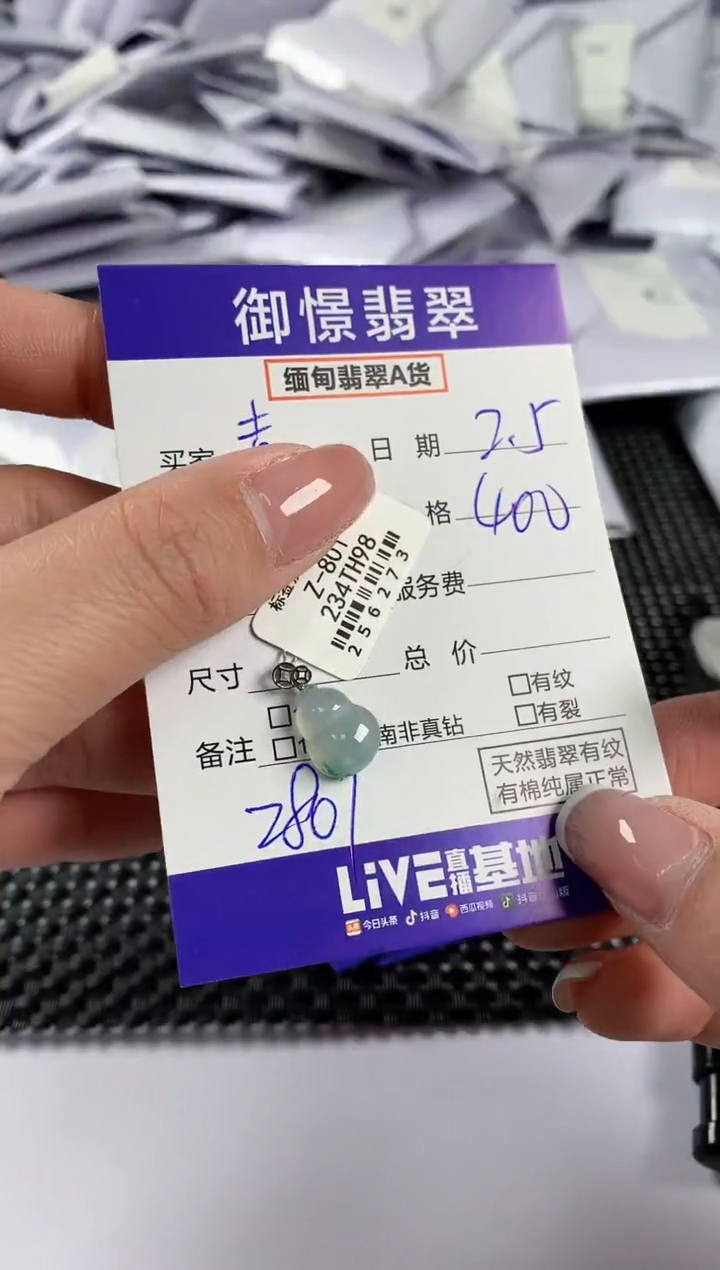 御憬翡翠
缅甸翡翠A货
买家 日 期 2.5
格 400
Z-801
234TH98
256273
服务费
尺寸 总 价
有纹
备注 南非真钻 有裂
天然翡翠有纹
有棉纯属正常
Z801
LiVE直播基地
今日头条 抖音 西瓜视频 抖音